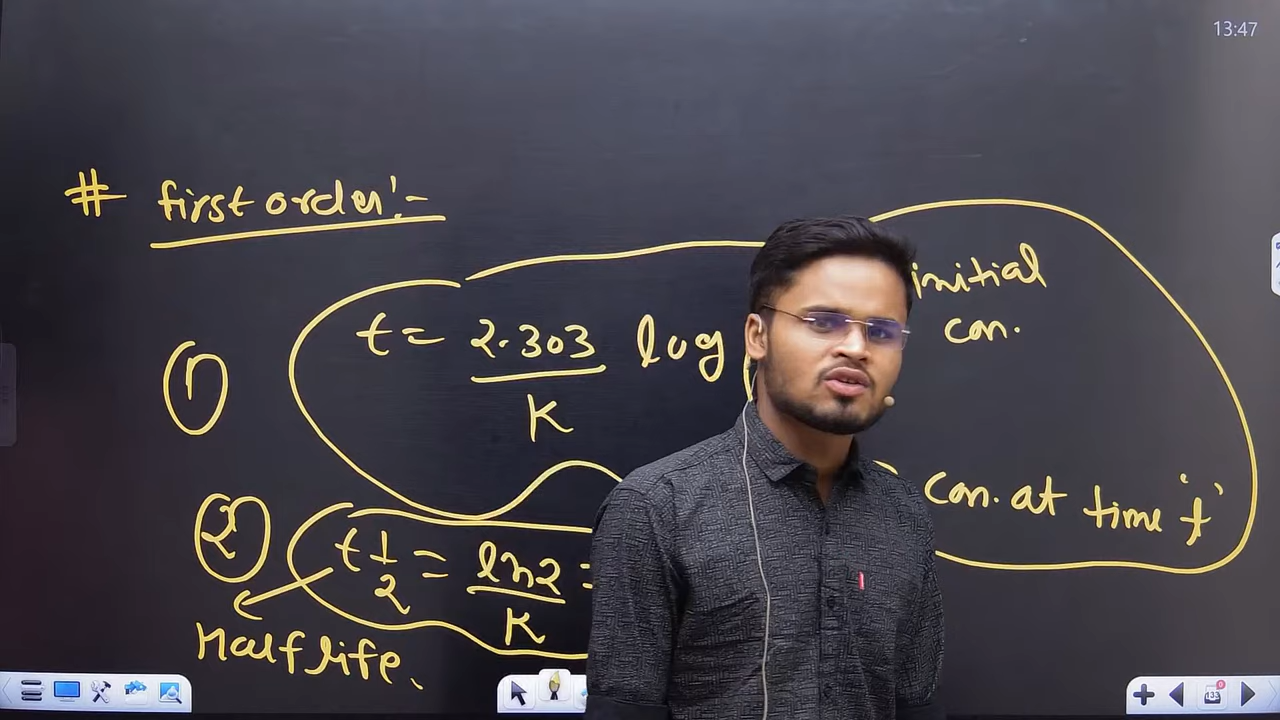 13:47
# first order:-
initial
con.
① t = 2.303 log
K
con. at time 't'
② t 1/2 = ln2 =
K
Half life.
133